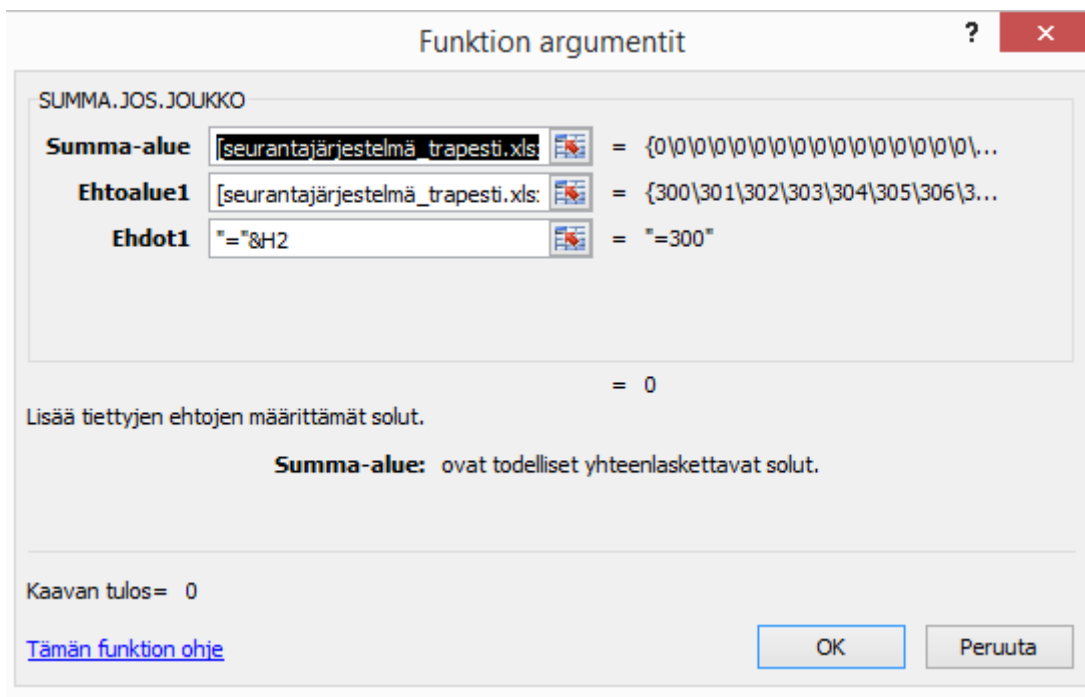 Funktion argumentit
?
×
SUMMA.JOS.JOUKKO
Summa-alue [seurantajärjestelmä_trapesti.xls: = {0\0\0\0\0\0\0\0\0\0\0\0\0\0\0\0\...
Ehtoalue1 [seurantajärjestelmä_trapesti.xls: = {300\301\302\303\304\305\306\3...
Ehdot1 "="&H2 = "=300"
= 0
Lisää tiettyjen ehtojen määrittämät solut.
Summa-alue: ovat todelliset yhteenlaskettavat solut.
Kaavan tulos= 0
Tämän funktion ohje
OK
Peruuta